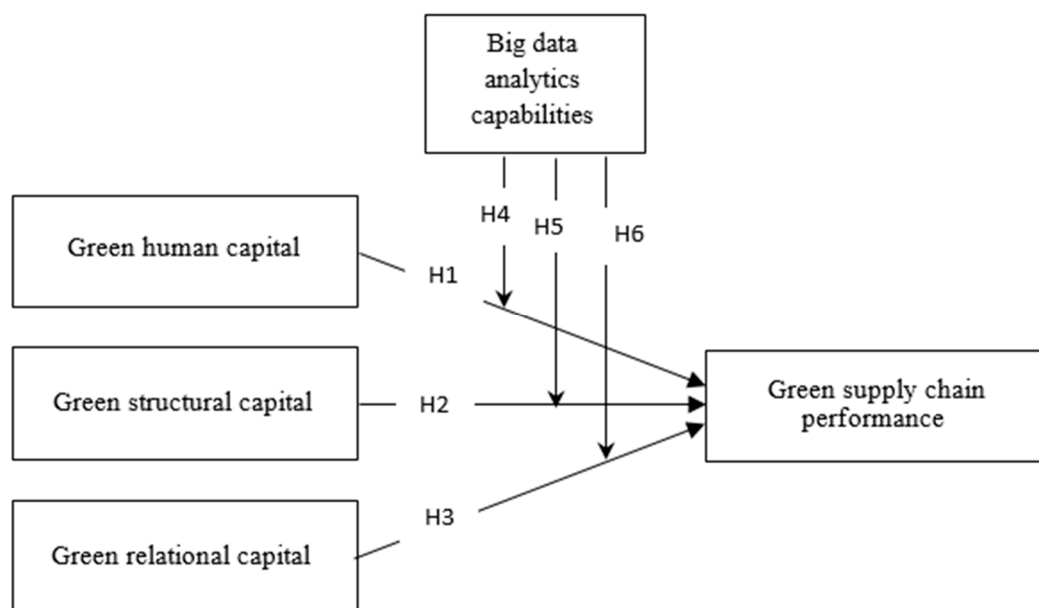 Big data
analytics
capabilities
H4
H5
H6
Green human capital
H1
Green structural capital
H2
Green supply chain
performance
Green relational capital
H3